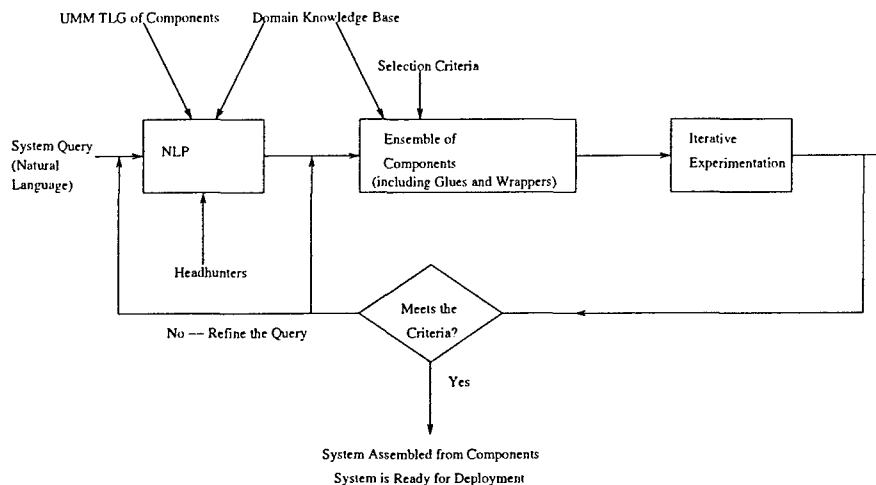 UMM TLG of Components
Domain Knowledge Base
Selection Criteria
System Query
(Natural
Language)
NLP
Ensemble of
Components
(including Glues and Wrappers)
Iterative
Experimentation
Headhunters
Meets the
Criteria?
No -- Refine the Query
Yes
System Assembled from Components
System is Ready for Deployment